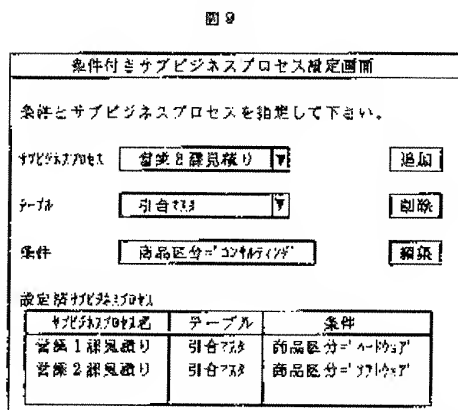 図9
条件付きサブビジネスプロセス設定画面
条件とサブビジネスプロセスを指定して下さい。
サブビジネスプロセス 営業8課見積り ▼ 追加
テーブル 引合マスタ ▼ 削除
条件 商品区分='コンサルティング' 編集
設定済サブビジネスプロセス
サブビジネスプロセス名 テーブル 条件
営業1課見積り 引合マスタ 商品区分='ハードウェア'
営業2課見積り 引合マスタ 商品区分='ソフトウェア'